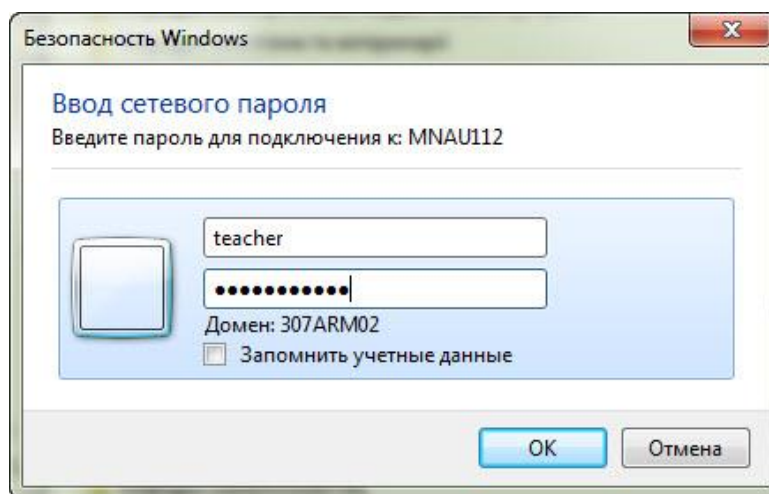 Безопасность Windows
Ввод сетевого пароля
Введите пароль для подключения к: MNAU112
teacher
●●●●●●●●●●●
Домен: 307ARM02
Запомнить учетные данные
OK
Отмена